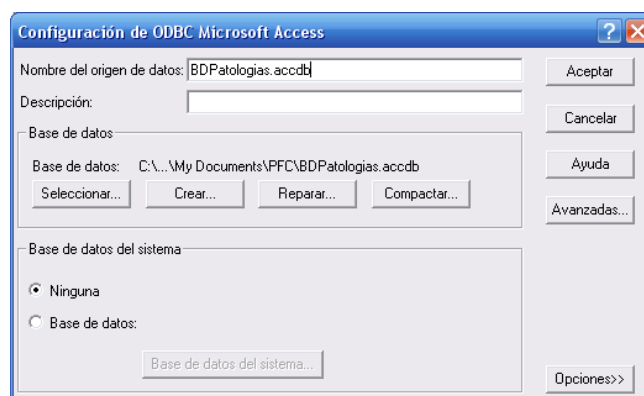 Configuración de ODBC Microsoft Access
Nombre del origen de datos: BDPatologias.accdb
Aceptar
Descripción:
Cancelar
Base de datos
Base de datos: C:\...\My Documents\PFC\BDPatologias.accdb
Ayuda
Seleccionar... Crear... Reparar... Compactar...
Avanzadas...
Base de datos del sistema
Ninguna
Base de datos:
Base de datos del sistema...
Opciones>>